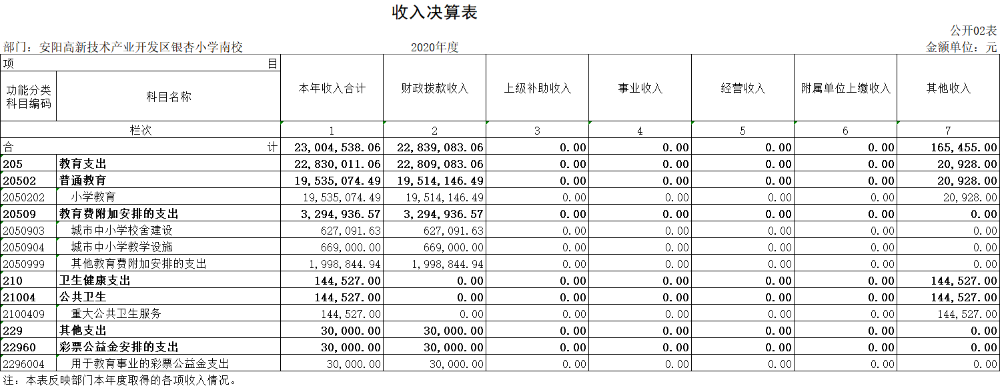 收入决算表
公开02表
部门：安阳高新技术产业开发区银杏小学南校 2020年度 金额单位：元
项 目
功能分类科目编码 科目名称 本年收入合计 财政拨款收入 上级补助收入 事业收入 经营收入 附属单位上缴收入 其他收入
栏次 1 2 3 4 5 6 7
合 计 23,004,538.06 22,839,083.06 0.00 0.00 0.00 0.00 165,455.00
205 教育支出 22,830,011.06 22,809,083.06 0.00 0.00 0.00 0.00 20,928.00
20502 普通教育 19,535,074.49 19,514,146.49 0.00 0.00 0.00 0.00 20,928.00
2050202 小学教育 19,535,074.49 19,514,146.49 0.00 0.00 0.00 0.00 20,928.00
20509 教育费附加安排的支出 3,294,936.57 3,294,936.57 0.00 0.00 0.00 0.00 0.00
2050903 城市中小学校舍建设 627,091.63 627,091.63 0.00 0.00 0.00 0.00 0.00
2050904 城市中小学教学设施 669,000.00 669,000.00 0.00 0.00 0.00 0.00 0.00
2050999 其他教育费附加安排的支出 1,998,844.94 1,998,844.94 0.00 0.00 0.00 0.00 0.00
210 卫生健康支出 144,527.00 0.00 0.00 0.00 0.00 0.00 144,527.00
21004 公共卫生 144,527.00 0.00 0.00 0.00 0.00 0.00 144,527.00
2100409 重大公共卫生服务 144,527.00 0.00 0.00 0.00 0.00 0.00 144,527.00
229 其他支出 30,000.00 30,000.00 0.00 0.00 0.00 0.00 0.00
22960 彩票公益金安排的支出 30,000.00 30,000.00 0.00 0.00 0.00 0.00 0.00
2296004 用于教育事业的彩票公益金支出 30,000.00 30,000.00 0.00 0.00 0.00 0.00 0.00
注：本表反映部门本年度取得的各项收入情况。